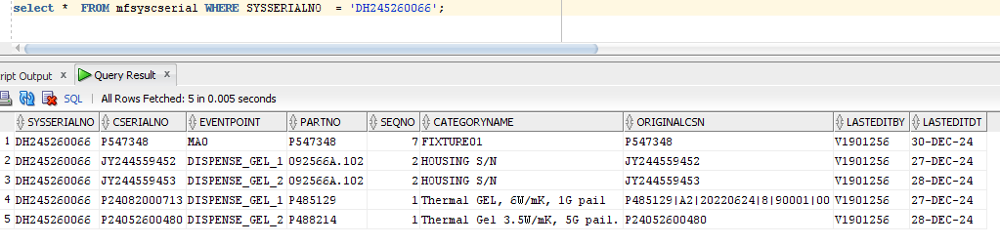 select * FROM mfsyscserial WHERE SYSSERIALNO = 'DH245260066';
ript Output x Query Result x
SQL | All Rows Fetched: 5 in 0.005 seconds
SYSSERIALNO CSERIALNO EVENTPOINT PARTNO SEQNO CATEGORYNAME ORIGINALCSN LASTEDITBY LASTEDITDT
1 DH245260066 P547348 MA0 P547348 7 FIXTURE01 P547348 V1901256 30-DEC-24
2 DH245260066 JY244559452 DISPENSE_GEL_1 092566A.102 2 HOUSING S/N JY244559452 V1901256 27-DEC-24
3 DH245260066 JY244559453 DISPENSE_GEL_2 092566A.102 2 HOUSING S/N JY244559453 V1901256 28-DEC-24
4 DH245260066 P24082000713 DISPENSE_GEL_1 P485129 1 Thermal GEL, 6W/mK, 1G pail P485129|A2|20220624|8|90001|00 V1901256 27-DEC-24
5 DH245260066 P24052600480 DISPENSE_GEL_2 P488214 1 Thermal Gel 3.5W/mK, 5G pail. P24052600480 V1901256 28-DEC-24